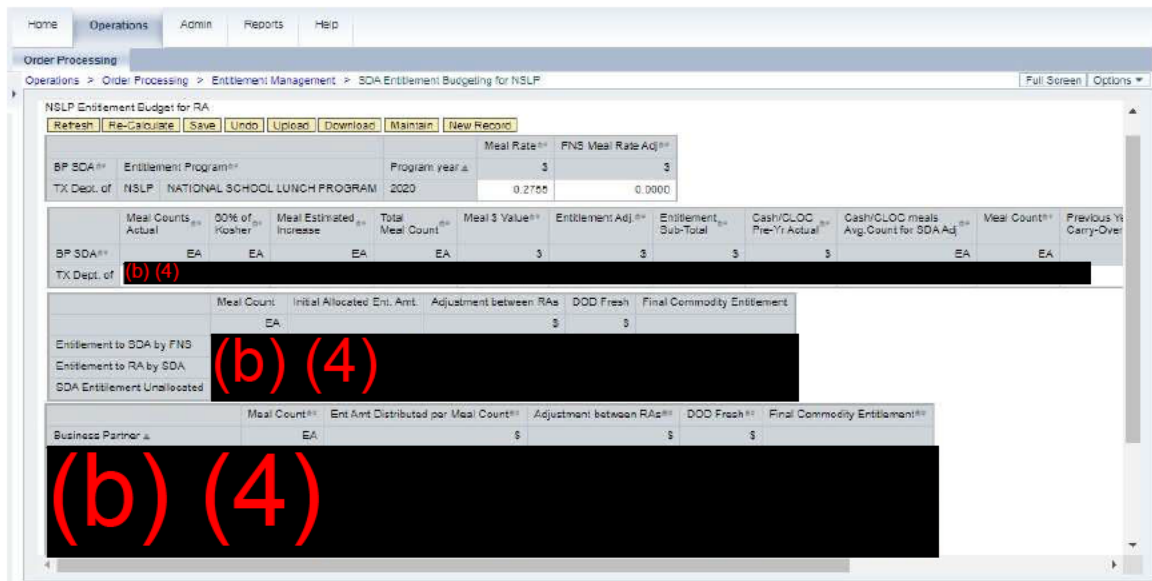 Home Operations Admin Reports Help
Order Processing
Operations > Order Processing > Entitlement Management > SDA Entitlement Budgeting for NSLP Full Screen Options
NSLP Entitlement Budget for RA
Refresh Re-Calculate Save Undo Upload Download Maintain New Record
Meal Rate FNS Meal Rate Adj
BP SDA Entitlement Program Program year $ $
TX Dept. of NSLP NATIONAL SCHOOL LUNCH PROGRAM 2020 0.2755 0.0000
Meal Counts 60% of Meal Estimated Total Meal $ Value Entitlement Adj. Entitlement Cash/CLOC Cash/CLOC meals Meal Count Previous Ye
Actual Kosher Increase Meal Count Sub-Total Pre-Yr Actual Avg.Count for SDA Adj Carry-Over
BP SDA EA EA EA EA $ $ $ $ EA EA
TX Dept. of (b) (4)
Meal Count Initial Allocated Ent. Amt. Adjustment between RAs DOD Fresh Final Commodity Entitlement
EA $ $
Entitlement to SDA by FNS
Entitlement to RA by SDA (b) (4)
SDA Entitlement Unallocated
Meal Count Ent Amt Distributed per Meal Count Adjustment between RAs DOD Fresh Final Commodity Entitlement
Business Partner EA $ $ $
(b) (4)